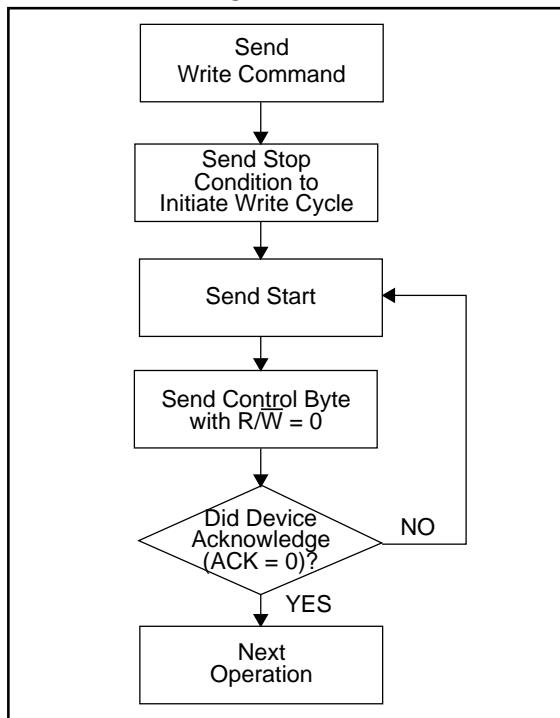 Send
Write Command
Send Stop
Condition to
Initiate Write Cycle
Send Start
Send Control Byte
with R/W̅ = 0
Did Device
Acknowledge
(ACK = 0)?
NO
YES
Next
Operation